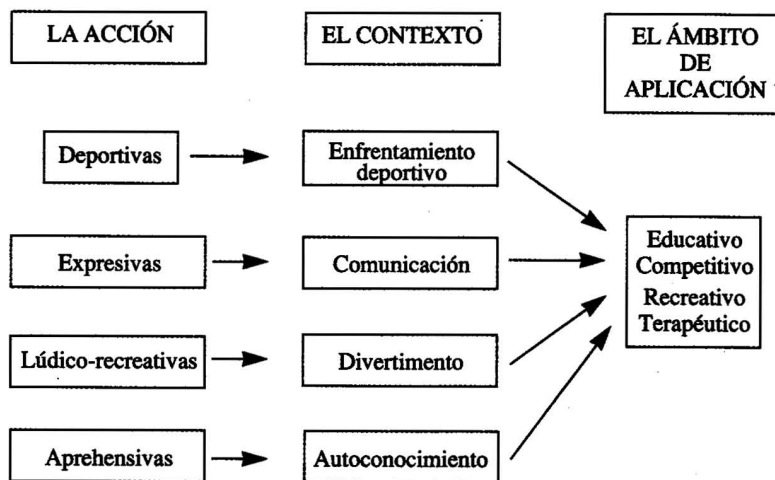 LA ACCIÓN
EL CONTEXTO
EL ÁMBITO
DE
APLICACIÓN
Deportivas
Enfrentamiento
deportivo
Expresivas
Comunicación
Lúdico-recreativas
Divertimento
Aprehensivas
Autoconocimiento
Educativo
Competitivo
Recreativo
Terapéutico